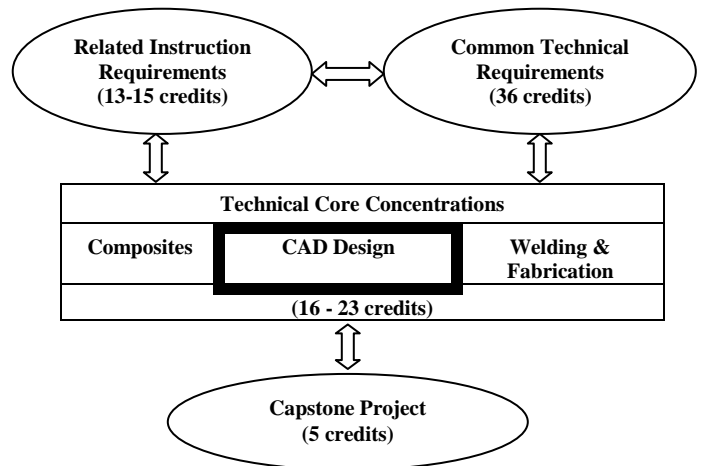 Related Instruction
Requirements
(13-15 credits)
Common Technical
Requirements
(36 credits)
Technical Core Concentrations
Composites
CAD Design
Welding &
Fabrication
(16 - 23 credits)
Capstone Project
(5 credits)